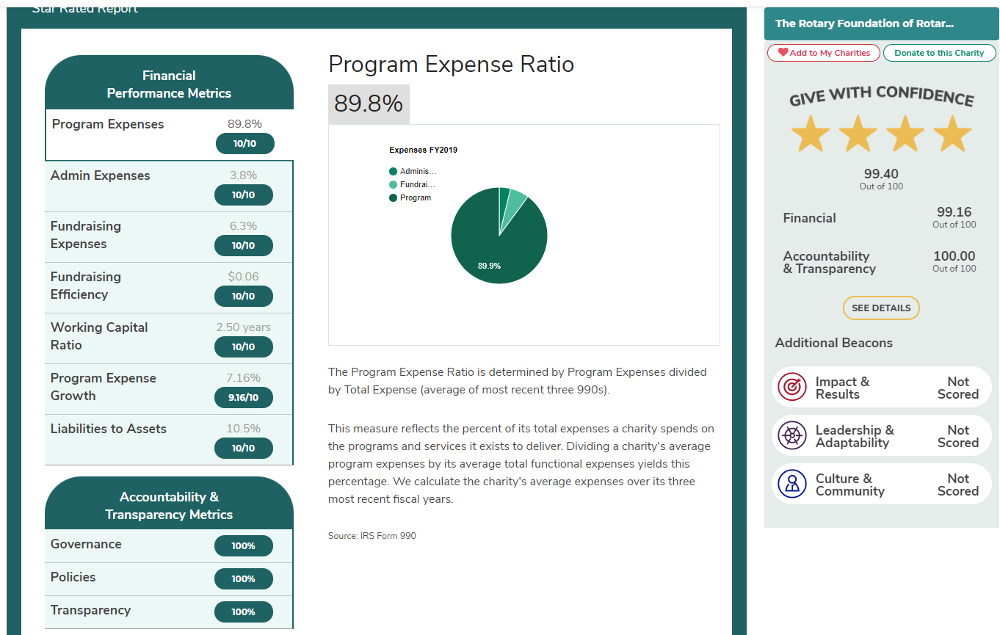 Star Rated Report
Financial
Performance Metrics
Program Expenses
89.8%
10/10
Admin Expenses
3.8%
10/10
Fundraising
Expenses
6.3%
10/10
Fundraising
Efficiency
$0.06
10/10
Working Capital
Ratio
2.50 years
10/10
Program Expense
Growth
7.16%
9.16/10
Liabilities to Assets
10.5%
10/10
Accountability &
Transparency Metrics
Governance
100%
Policies
100%
Transparency
100%
Program Expense Ratio
89.8%
Expenses FY2019
Adminis...
Fundrai...
Program
89.9%
The Program Expense Ratio is determined by Program Expenses divided
by Total Expense (average of most recent three 990s).
This measure reflects the percent of its total expenses a charity spends on
the programs and services it exists to deliver. Dividing a charity's average
program expenses by its average total functional expenses yields this
percentage. We calculate the charity's average expenses over its three
most recent fiscal years.
Source: IRS Form 990
The Rotary Foundation of Rotar...
Add to My Charities
Donate to this Charity
GIVE WITH CONFIDENCE
99.40
Out of 100
Financial
99.16
Out of 100
Accountability
& Transparency
100.00
Out of 100
SEE DETAILS
Additional Beacons
Impact &
Results
Not
Scored
Leadership &
Adaptability
Not
Scored
Culture &
Community
Not
Scored